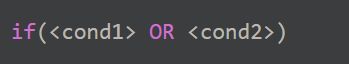 if(<cond1> OR <cond2>)